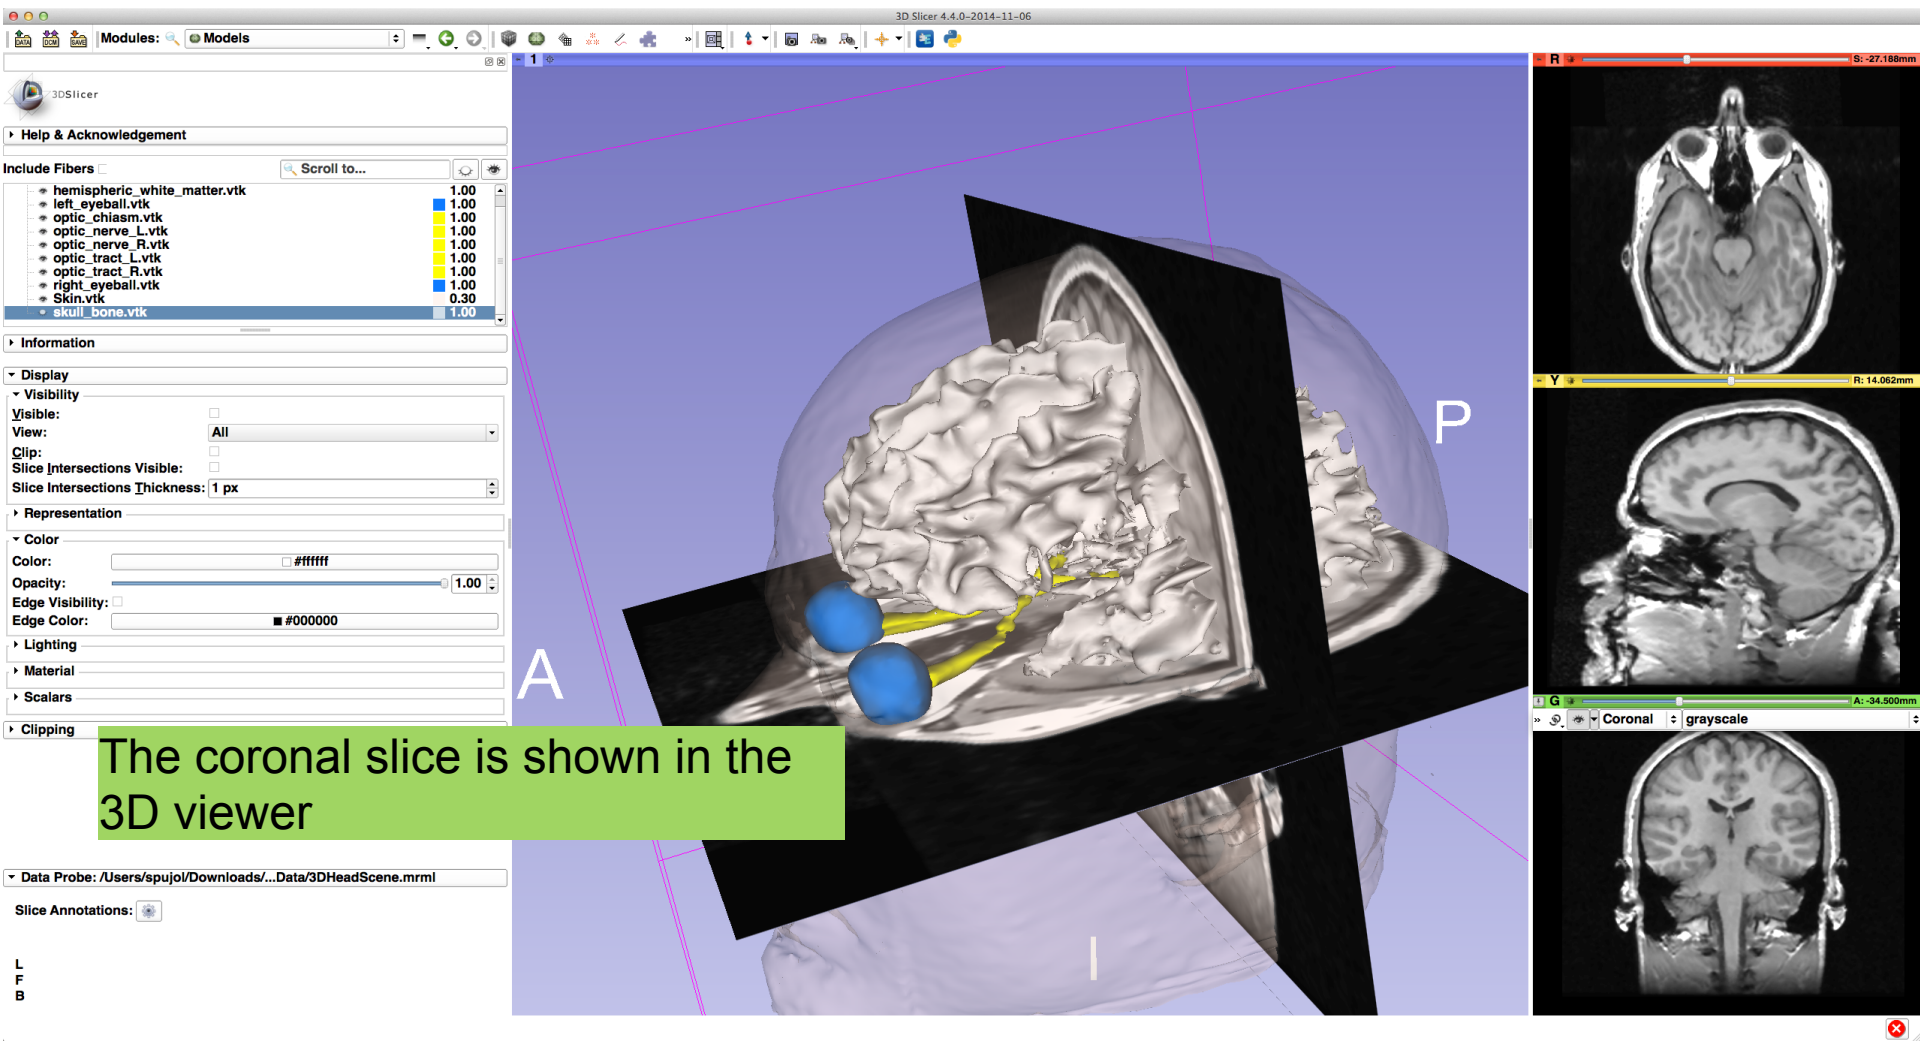 3D Slicer 4.4.0-2014-11-06
DATA DCM SAVE Modules: Models
1
3DSlicer
Help & Acknowledgement
Include Fibers Scroll to...
hemispheric_white_matter.vtk 1.00
left_eyeball.vtk 1.00
optic_chiasm.vtk 1.00
optic_nerve_L.vtk 1.00
optic_nerve_R.vtk 1.00
optic_tract_L.vtk 1.00
optic_tract_R.vtk 1.00
right_eyeball.vtk 1.00
Skin.vtk 0.30
skull_bone.vtk 1.00
Information
Display
Visibility
Visible:
View: All
Clip:
Slice Intersections Visible:
Slice Intersections Thickness: 1 px
Representation
Color
Color: #ffffff
Opacity: 1.00
Edge Visibility:
Edge Color: #000000
Lighting
Material
Scalars
Clipping
The coronal slice is shown in the
3D viewer
Data Probe: /Users/spujol/Downloads/...Data/3DHeadScene.mrml
Slice Annotations:
L
F
B
A
P
I
R S: -27.188mm
Y R: 14.062mm
G A: -34.500mm
Coronal grayscale